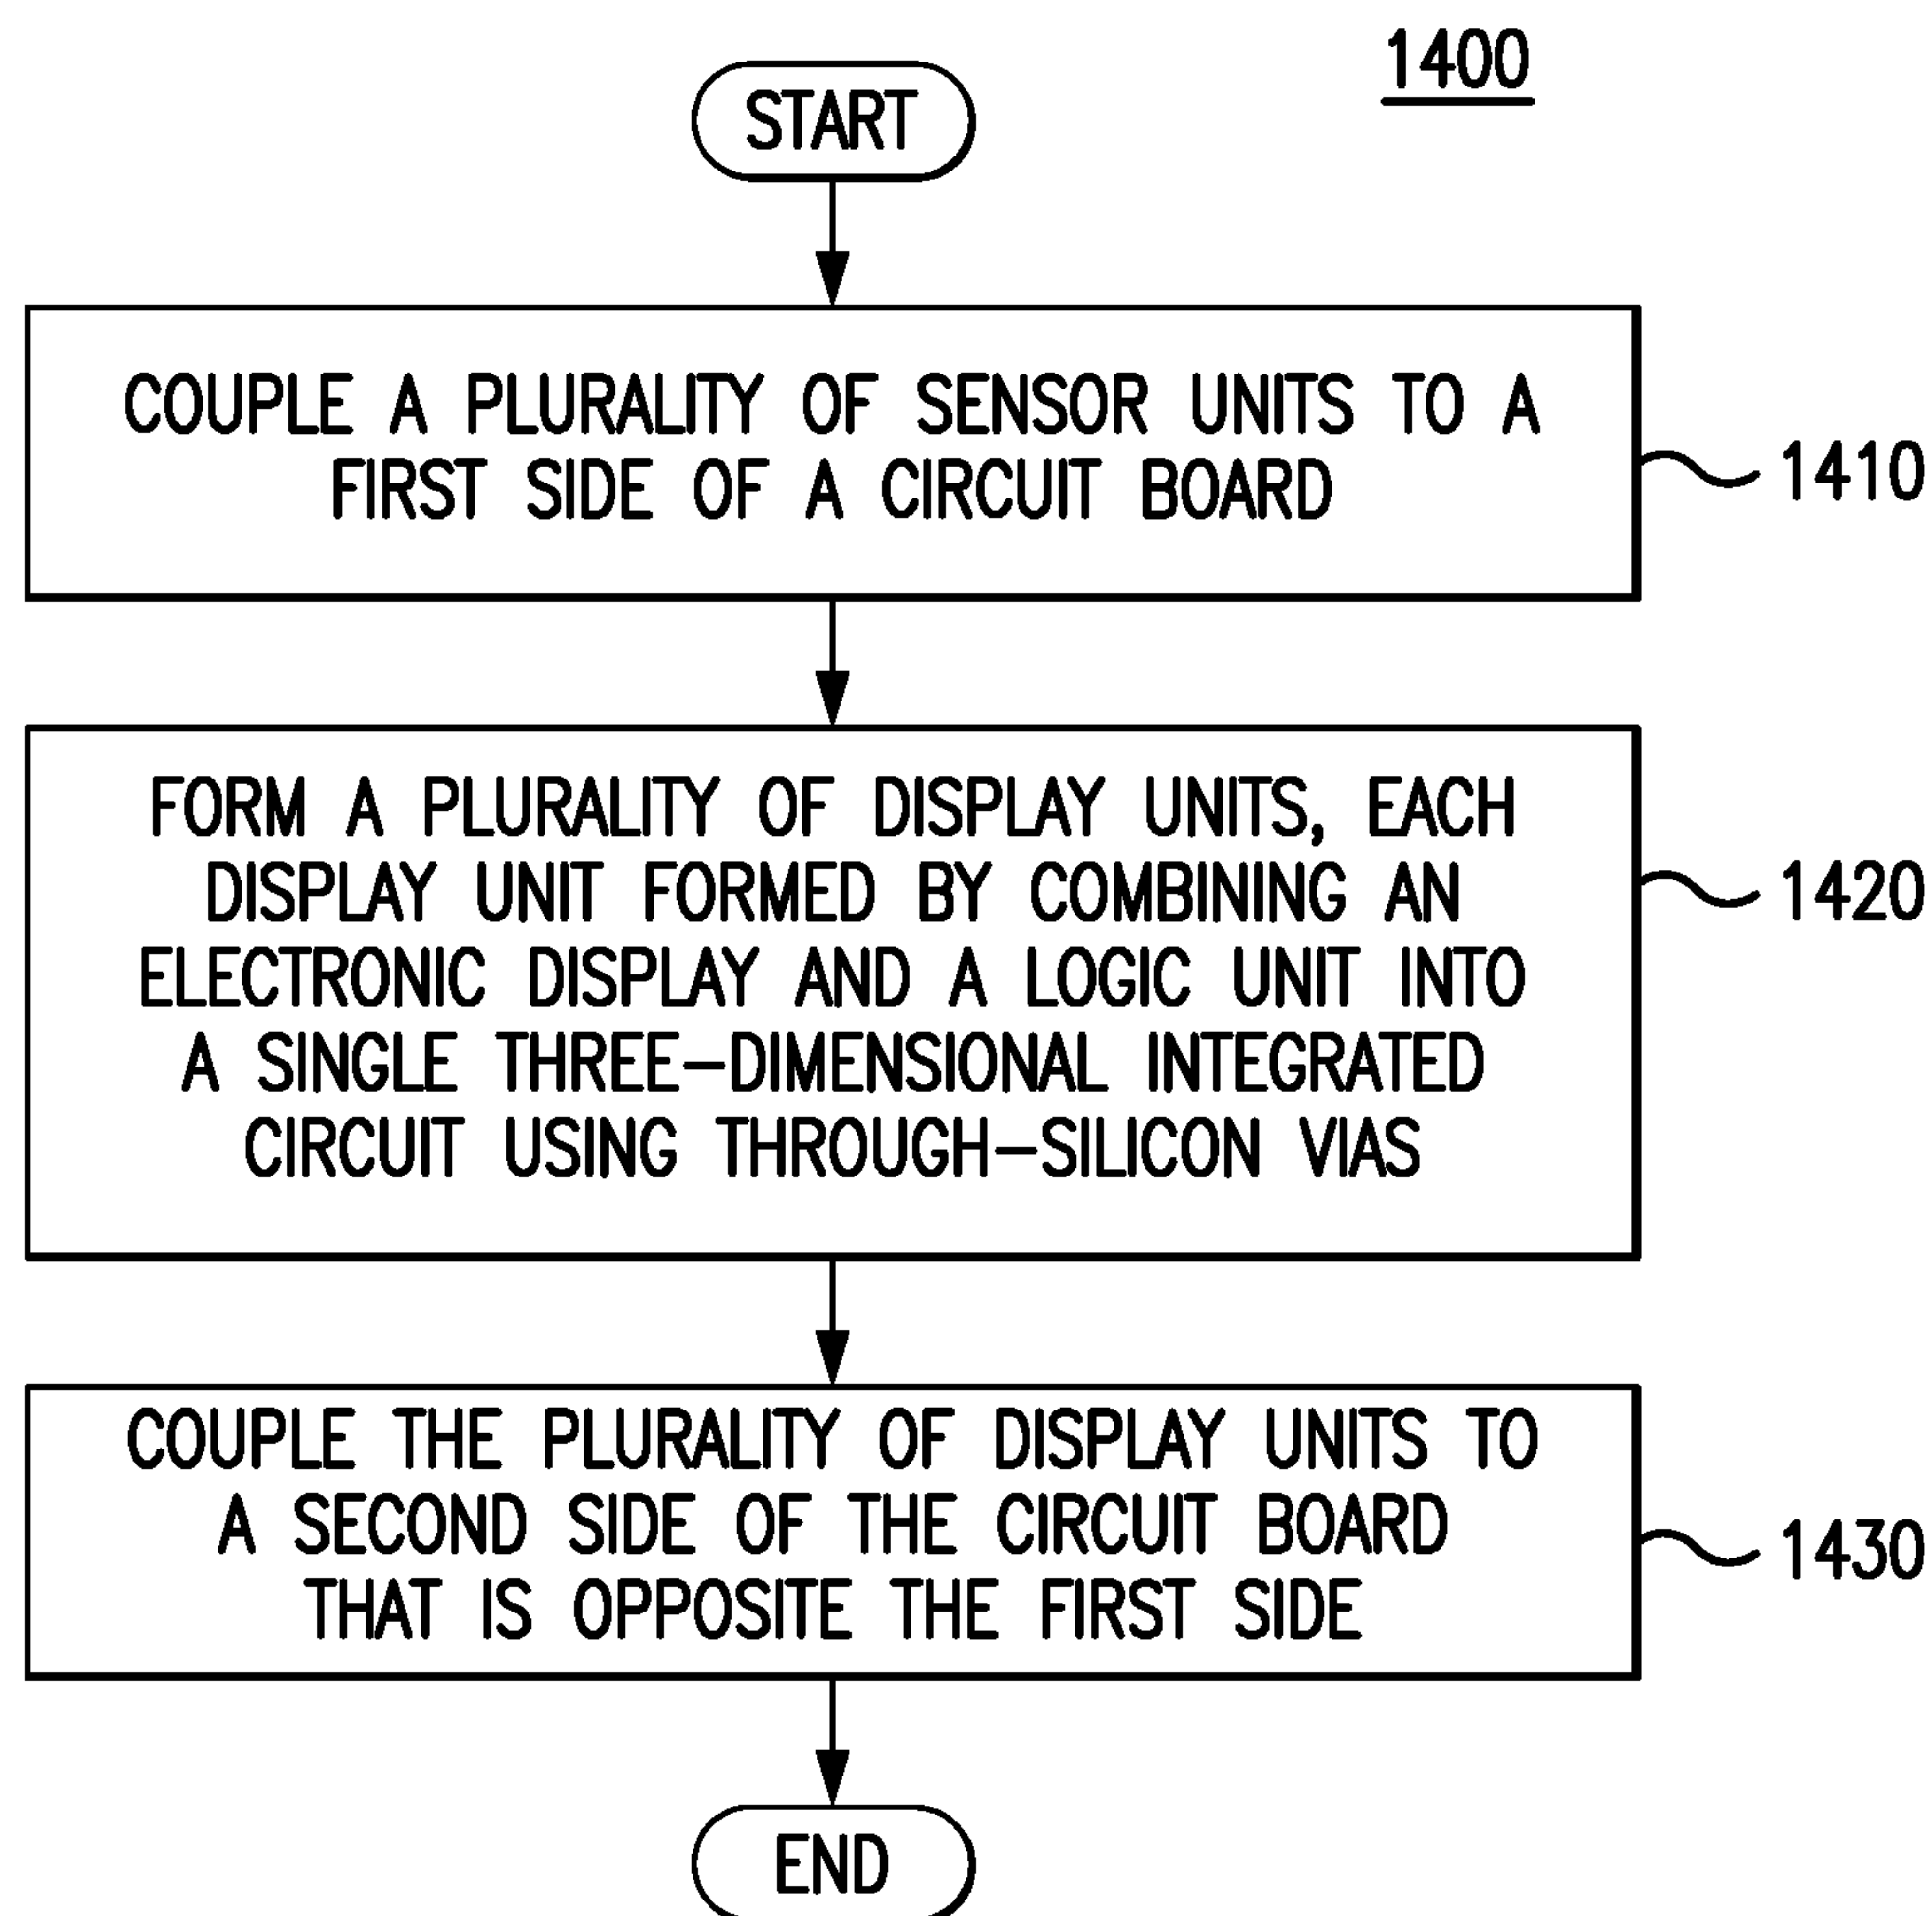 1400
START
COUPLE A PLURALITY OF SENSOR UNITS TO A
FIRST SIDE OF A CIRCUIT BOARD
1410
FORM A PLURALITY OF DISPLAY UNITS, EACH
DISPLAY UNIT FORMED BY COMBINING AN
ELECTRONIC DISPLAY AND A LOGIC UNIT INTO
A SINGLE THREE-DIMENSIONAL INTEGRATED
CIRCUIT USING THROUGH-SILICON VIAS
1420
COUPLE THE PLURALITY OF DISPLAY UNITS TO
A SECOND SIDE OF THE CIRCUIT BOARD
THAT IS OPPOSITE THE FIRST SIDE
1430
END